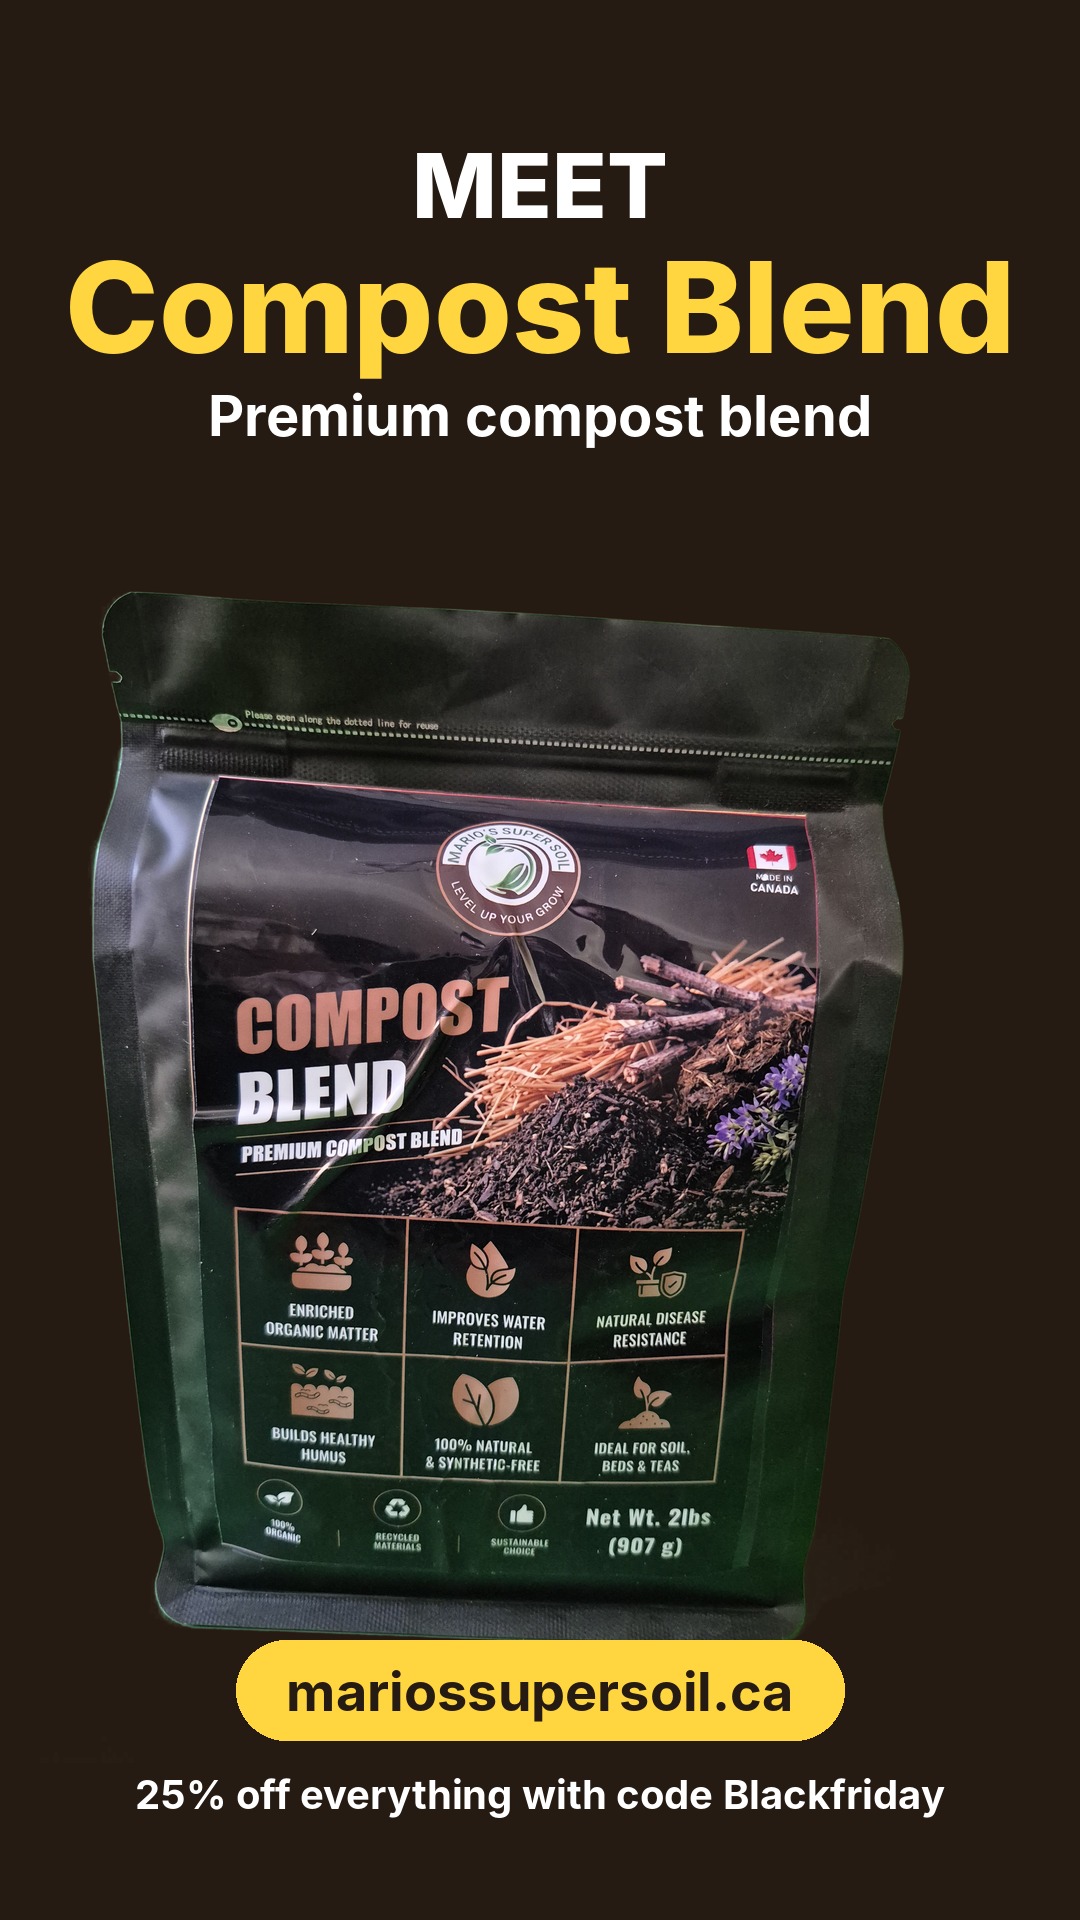 MEET
Compost Blend
Premium compost blend
Please open along the dotted line for reuse
MARIO'S SUPER SOIL
LEVEL UP YOUR GROW
MADE IN
CANADA
COMPOST
BLEND
PREMIUM COMPOST BLEND
ENRICHED
ORGANIC MATTER
IMPROVES WATER
RETENTION
NATURAL DISEASE
RESISTANCE
BUILDS HEALTHY
HUMUS
100% NATURAL
& SYNTHETIC-FREE
IDEAL FOR SOIL,
BEDS & TEAS
100%
ORGANIC
RECYCLED
MATERIALS
SUSTAINABLE
CHOICE
Net Wt. 2lbs
(907 g)
mariossupersoil.ca
25% off everything with code Blackfriday